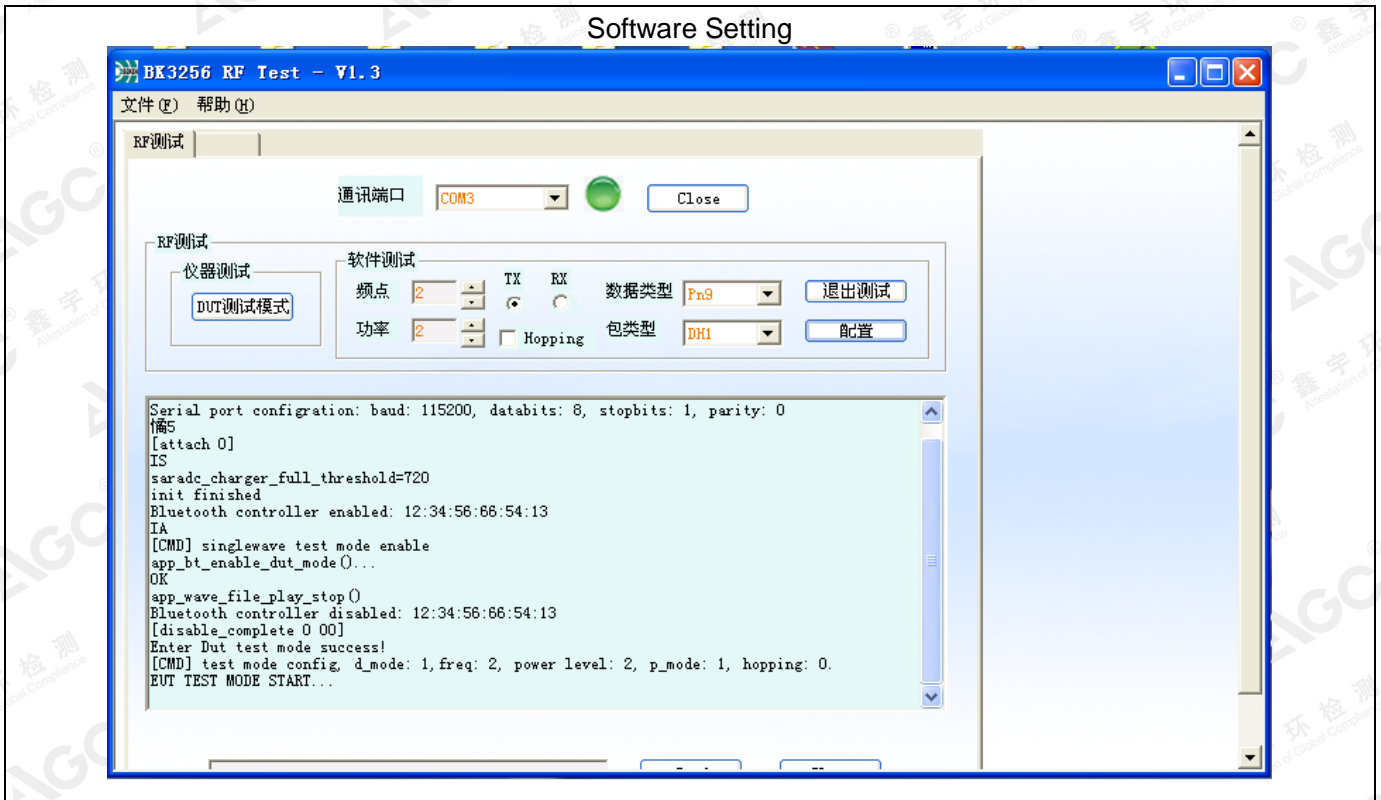 Software Setting
BK3256 RF Test - V1.3
文件(F) 帮助(H)
RF测试
通讯端口 COM3 Close
RF测试
仪器测试
DUT测试模式
软件测试
频点 2 TX RX 数据类型 Pn9 退出测试
功率 2 Hopping 包类型 DH1 配置
Serial port configration: baud: 115200, databits: 8, stopbits: 1, parity: 0
[attach 0]
IS
saradc_charger_full_threshold=720
init finished
Bluetooth controller enabled: 12:34:56:66:54:13
IA
[CMD] singlewave test mode enable
app_bt_enable_dut_mode()...
OK
app_wave_file_play_stop()
Bluetooth controller disabled: 12:34:56:66:54:13
[disable_complete 0 00]
Enter Dut test mode success!
[CMD] test mode config, d_mode: 1, freq: 2, power level: 2, p_mode: 1, hopping: 0.
EUT TEST MODE START...